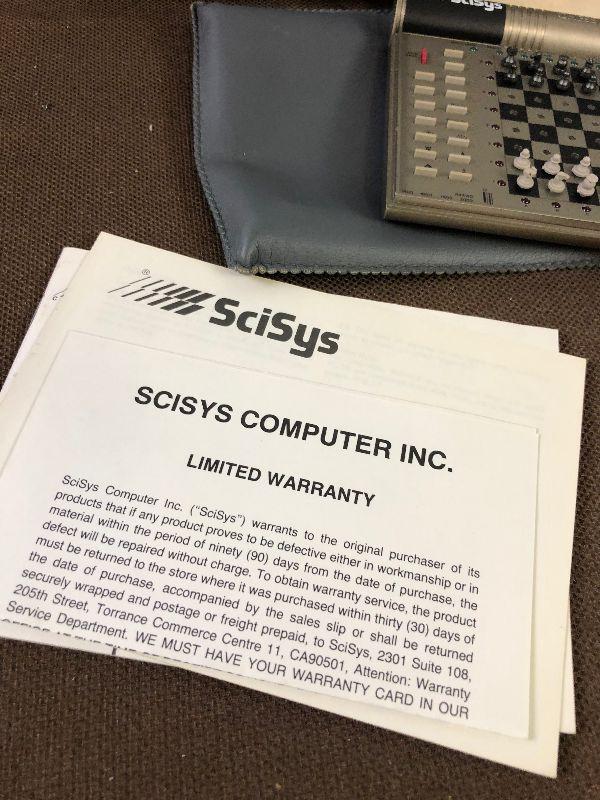 SciSys
® SciSys
SCISYS COMPUTER INC.
LIMITED WARRANTY
SciSys Computer Inc. ("SciSys") warrants to the original purchaser of its
products that if any product proves to be defective either in workmanship or in
material within the period of ninety (90) days from the date of purchase, the
defect will be repaired without charge. To obtain warranty service, the product
must be returned to the store where it was purchased within thirty (30) days of
the date of purchase, accompanied by the sales slip or shall be returned
securely wrapped and postage or freight prepaid, to SciSys, 2301 Suite 108,
205th Street, Torrance Commerce Centre 11, CA90501, Attention: Warranty
Service Department. WE MUST HAVE YOUR WARRANTY CARD IN OUR